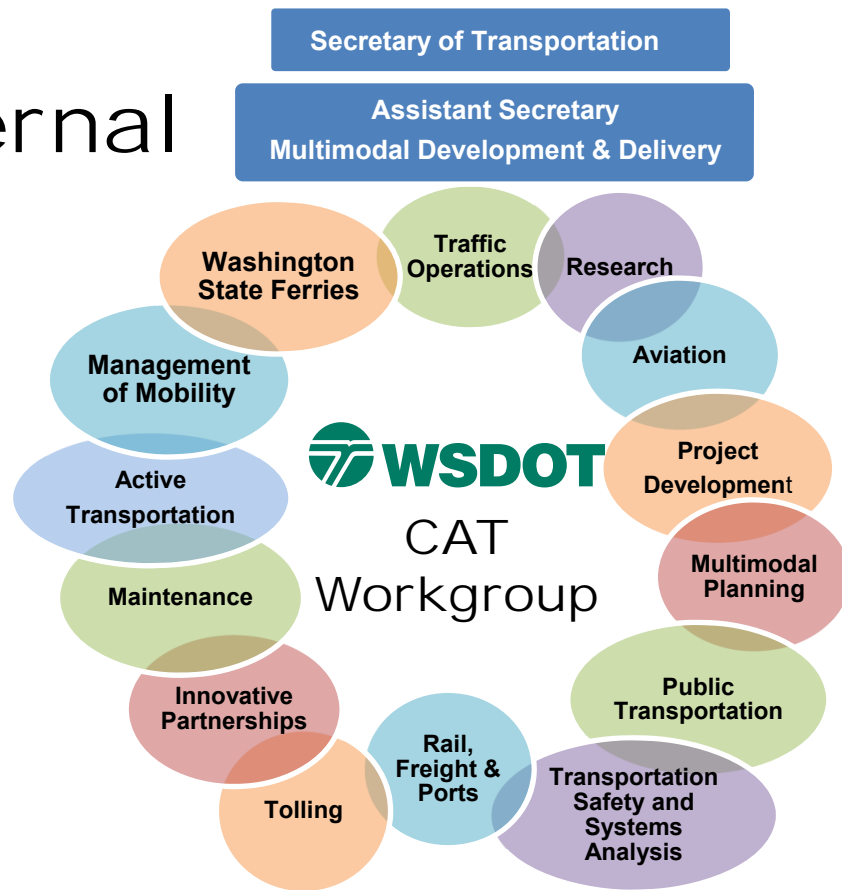 Secretary of Transportation
ernal
Assistant Secretary
Multimodal Development & Delivery
Traffic
Operations
Research
Aviation
Project
Development
Multimodal
Planning
Public
Transportation
Transportation
Safety and
Systems
Analysis
Rail,
Freight &
Ports
Tolling
Innovative
Partnerships
Maintenance
Active
Transportation
Management
of Mobility
Washington
State Ferries
WSDOT
CAT
Workgroup